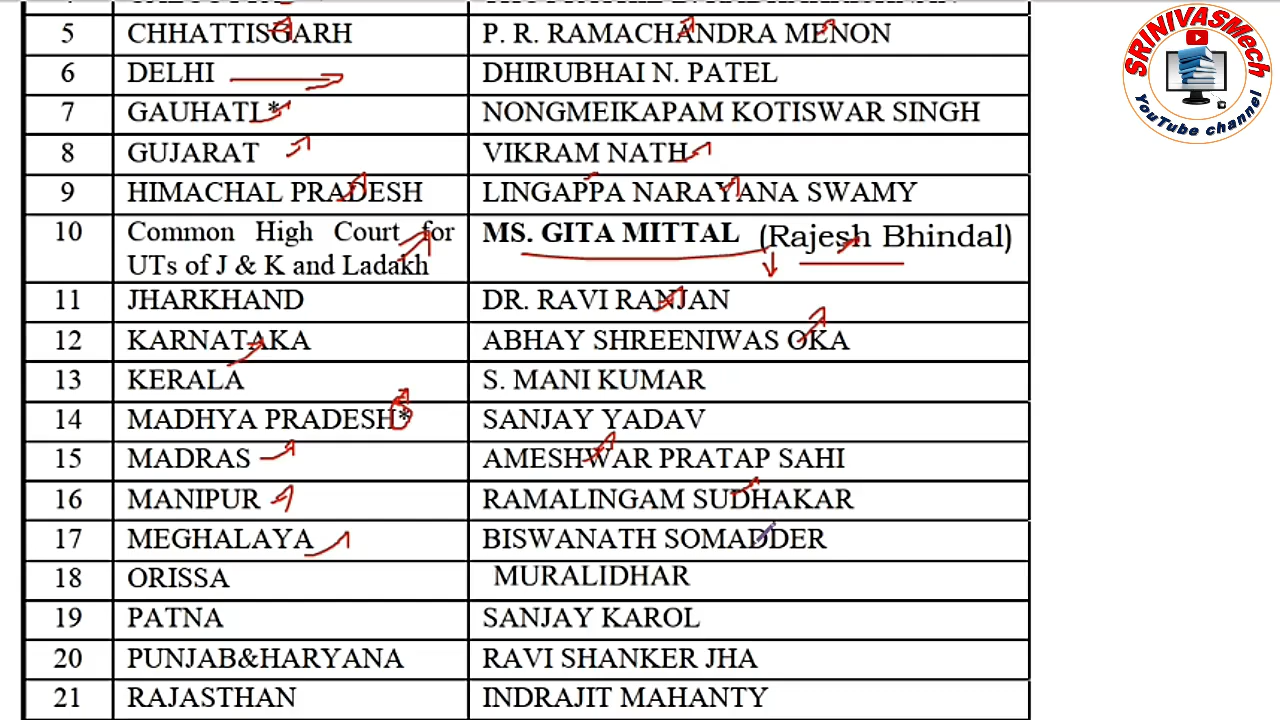 5 CHHATTISGARH P. R. RAMACHANDRA MENON
6 DELHI DHIRUBHAI N. PATEL
7 GAUHATI* NONGMEIKAPAM KOTISWAR SINGH
8 GUJARAT VIKRAM NATH
9 HIMACHAL PRADESH LINGAPPA NARAYANA SWAMY
10 Common High Court for MS. GITA MITTAL (Rajesh Bhindal)
UTs of J & K and Ladakh
11 JHARKHAND DR. RAVI RANJAN
12 KARNATAKA ABHAY SHREENIWAS OKA
13 KERALA S. MANI KUMAR
14 MADHYA PRADESH* SANJAY YADAV
15 MADRAS AMESHWAR PRATAP SAHI
16 MANIPUR RAMALINGAM SUDHAKAR
17 MEGHALAYA BISWANATH SOMADDER
18 ORISSA MURALIDHAR
19 PATNA SANJAY KAROL
20 PUNJAB&HARYANA RAVI SHANKER JHA
21 RAJASTHAN INDRAJIT MAHANTY
SRINIVASMech
YouTube channel